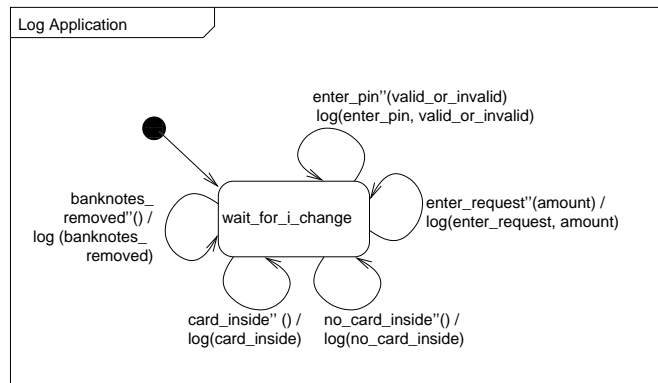 Log Application
enter_pin''(valid_or_invalid)
log(enter_pin, valid_or_invalid)
banknotes_
removed''() /
log (banknotes_
removed)
wait_for_i_change
enter_request''(amount) /
log(enter_request, amount)
card_inside'' () /
log(card_inside)
no_card_inside''() /
log(no_card_inside)